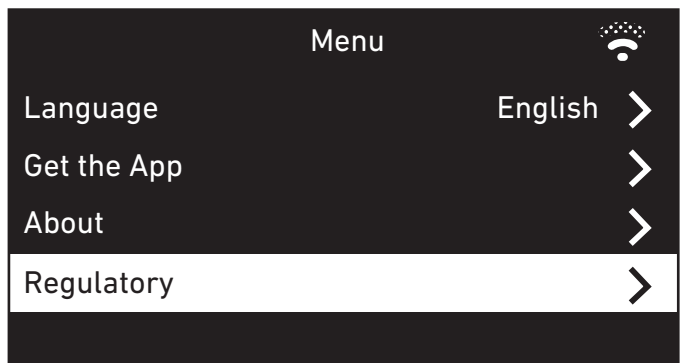 Menu
Language English
Get the App
About
Regulatory